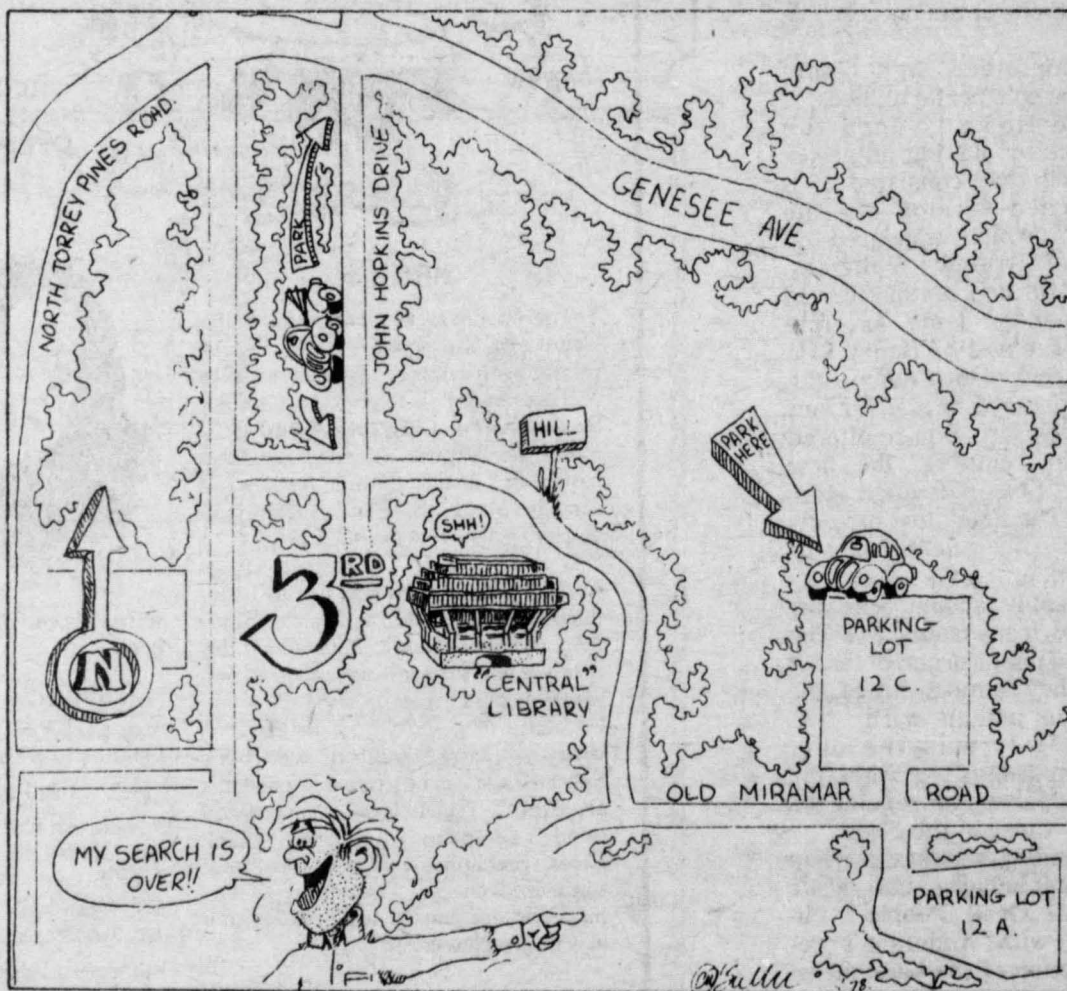 NORTH TORREY PINES ROAD
PARK
JOHN HOPKINS DRIVE
GENESEE AVE.
HILL
PARK
HERE
SHH!
3RD
N
"CENTRAL"
LIBRARY
PARKING
LOT
12 C.
OLD MIRAMAR ROAD
MY SEARCH IS
OVER!!
PARKING LOT
12 A.
'78.